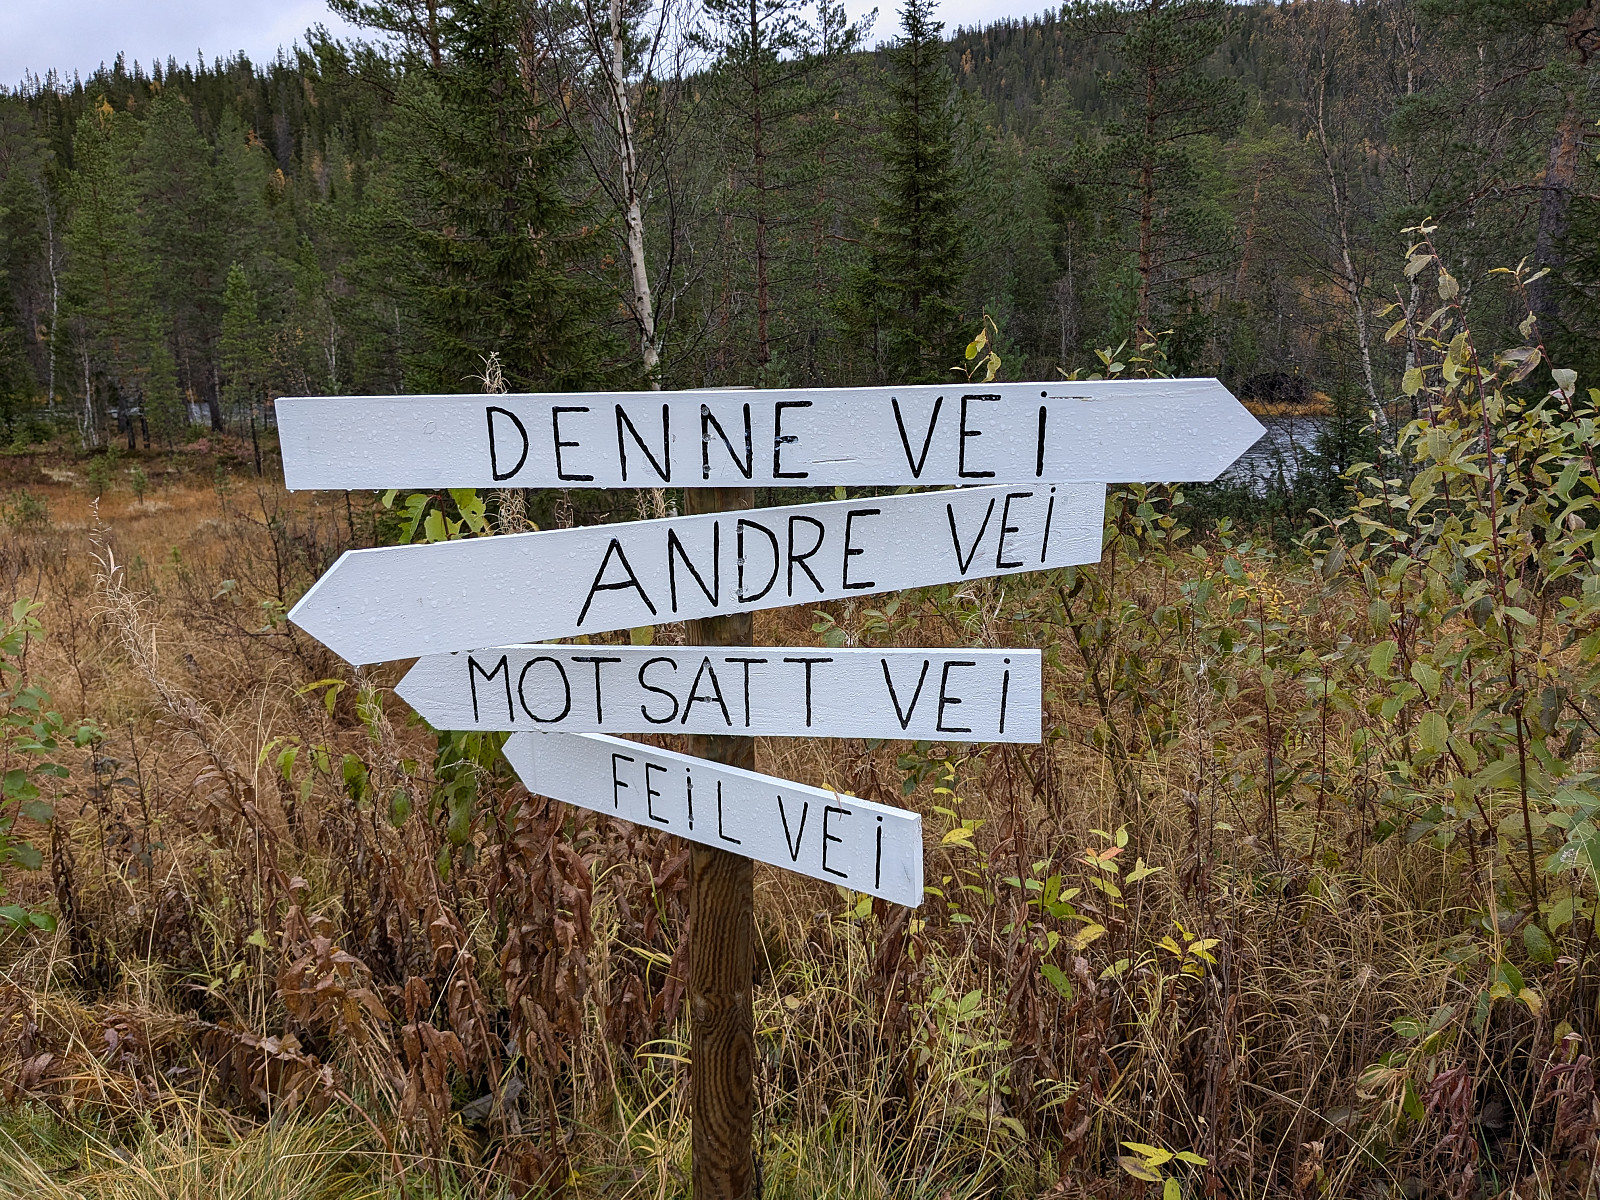 DENNE VEi
ANDRE VEi
MOTSATT VEi
FEiL VEi